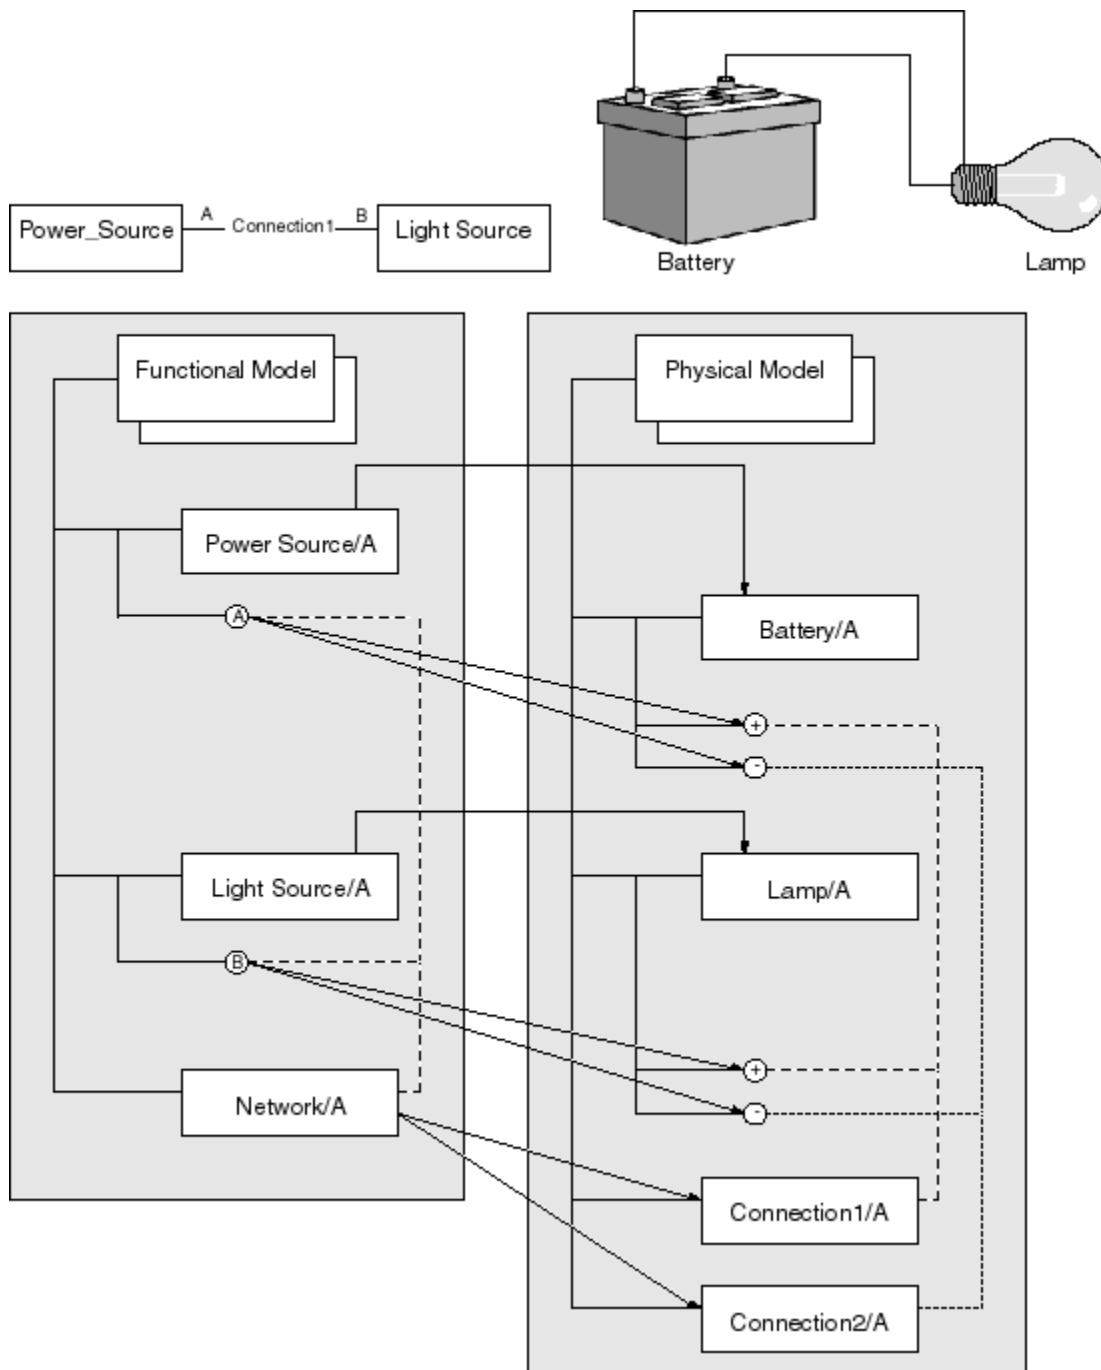 Power_Source
A
Connection1
B
Light Source
Battery
Lamp
Functional Model
Physical Model
Power Source/A
A
Battery/A
+
-
Light Source/A
Lamp/A
B
+
-
Network/A
Connection1/A
Connection2/A